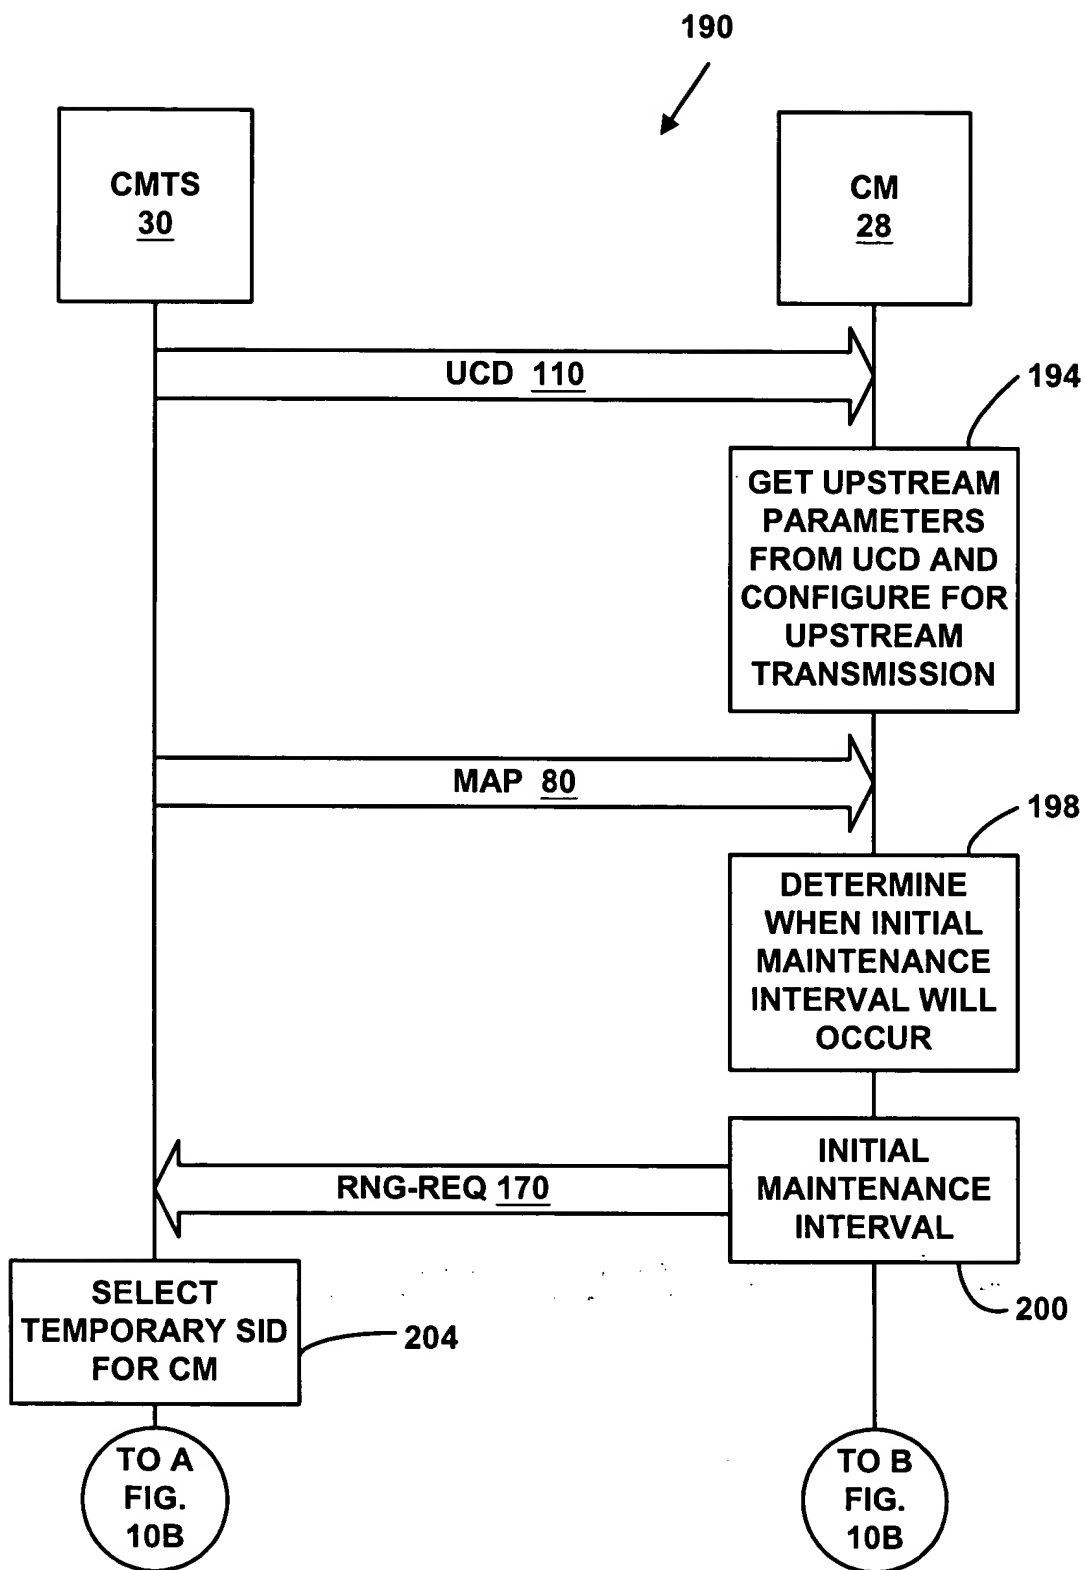 190
CMTS
30
CM
28
UCD 110
194
GET UPSTREAM
PARAMETERS
FROM UCD AND
CONFIGURE FOR
UPSTREAM
TRANSMISSION
MAP 80
198
DETERMINE
WHEN INITIAL
MAINTENANCE
INTERVAL WILL
OCCUR
RNG-REQ 170
INITIAL
MAINTENANCE
INTERVAL
200
SELECT
TEMPORARY SID
FOR CM
204
TO A
FIG.
10B
TO B
FIG.
10B